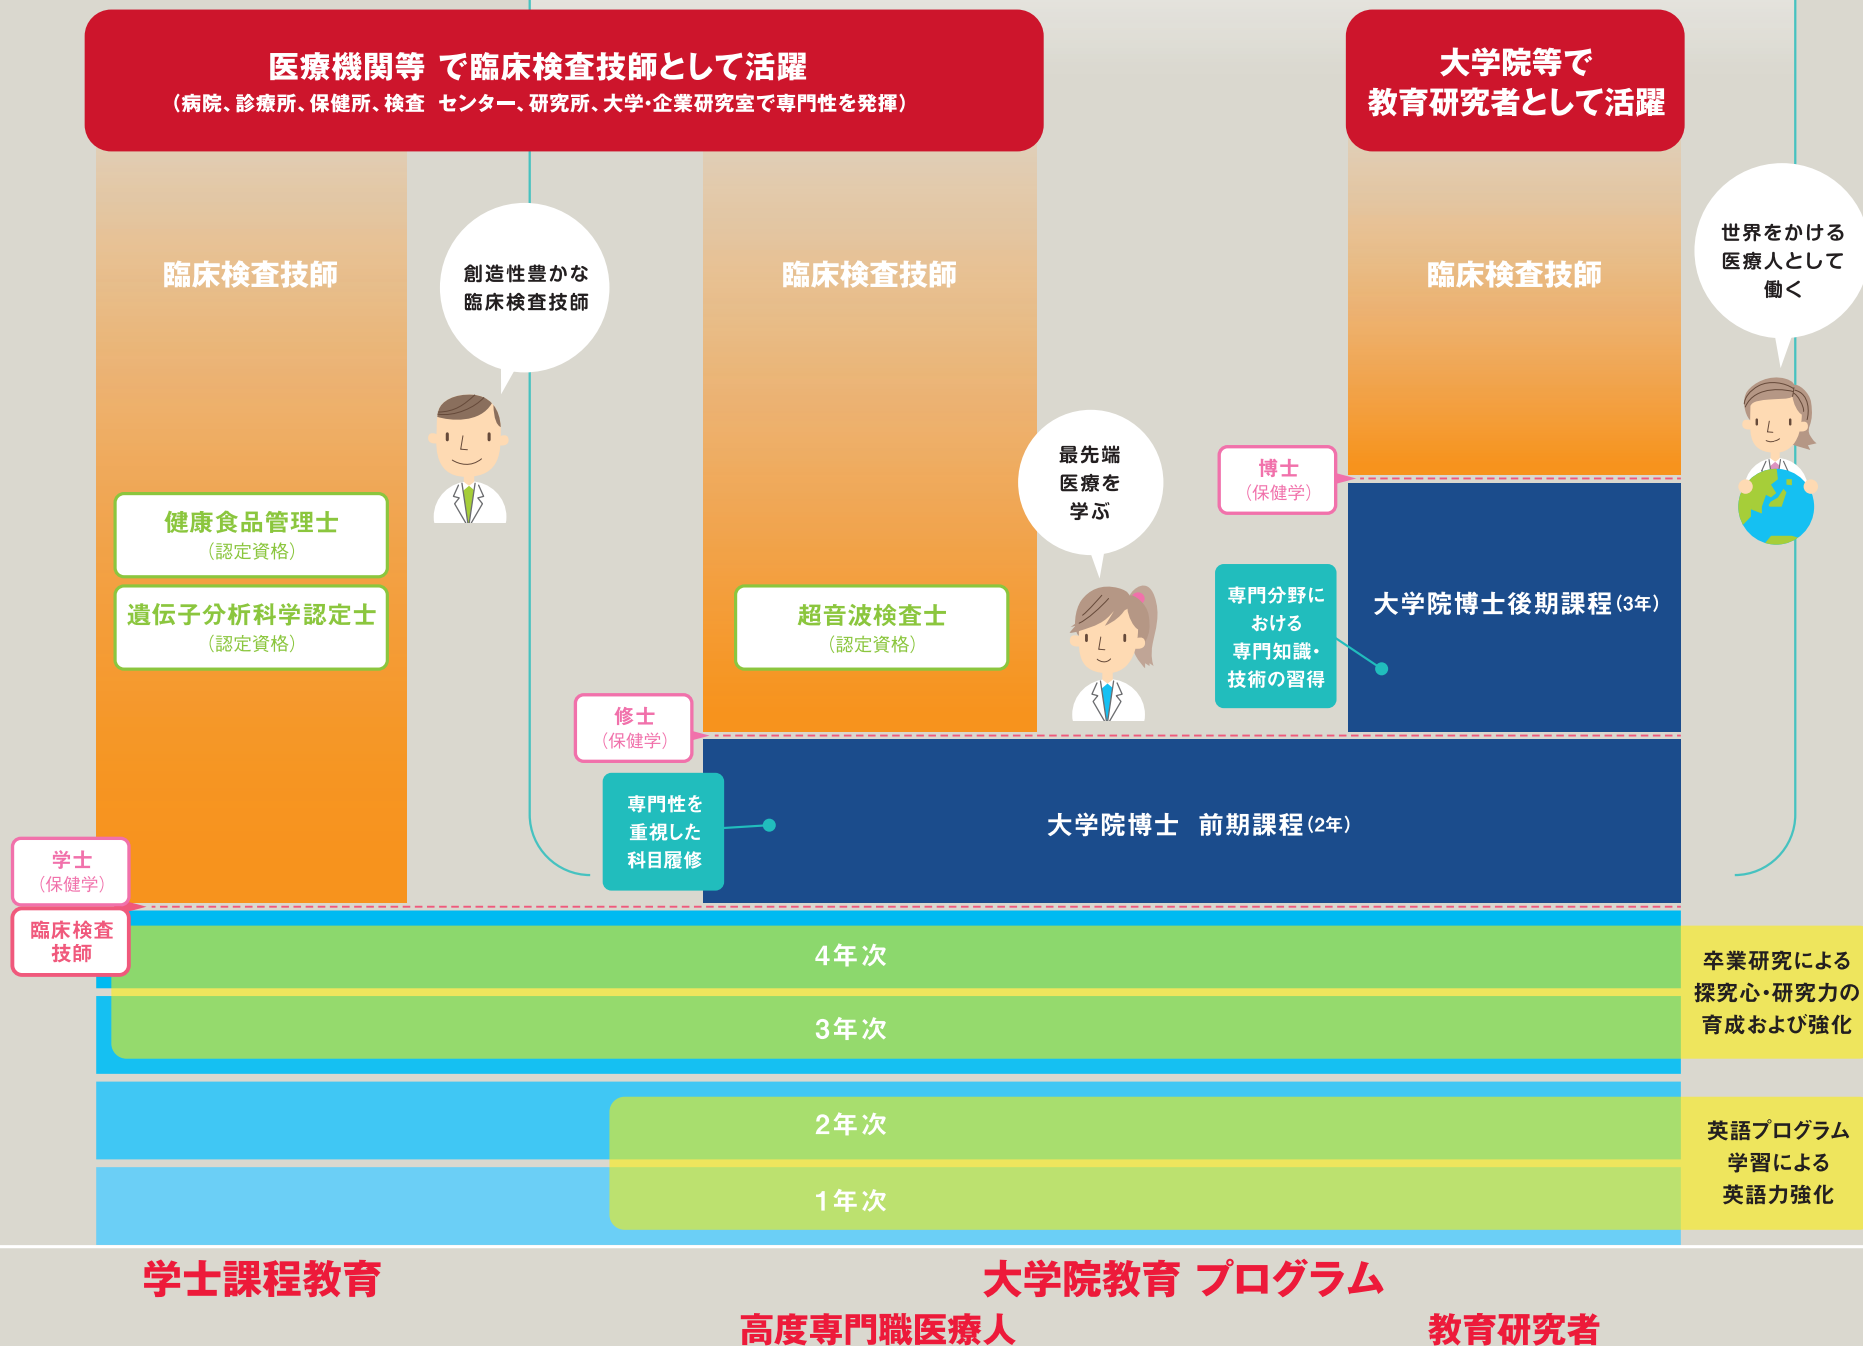 医療機関等 で臨床検査技師として活躍
(病院、診療所、保健所、検査 センター、研究所、大学・企業研究室で専門性を発揮)
大学院等で
教育研究者として活躍
臨床検査技師
創造性豊かな
臨床検査技師
臨床検査技師
臨床検査技師
世界をかける
医療人として
働く
最先端
医療を
学ぶ
博士
(保健学)
健康食品管理士
(認定資格)
遺伝子分析科学認定士
(認定資格)
超音波検査士
(認定資格)
専門分野に
おける
専門知識・
技術の習得
大学院博士後期課程(3年)
修士
(保健学)
専門性を
重視した
科目履修
大学院博士 前期課程(2年)
学士
(保健学)
臨床検査
技師
4年次
3年次
卒業研究による
探究心・研究力の
育成および強化
2年次
1年次
英語プログラム
学習による
英語力強化
学士課程教育
大学院教育 プログラム
高度専門職医療人
教育研究者